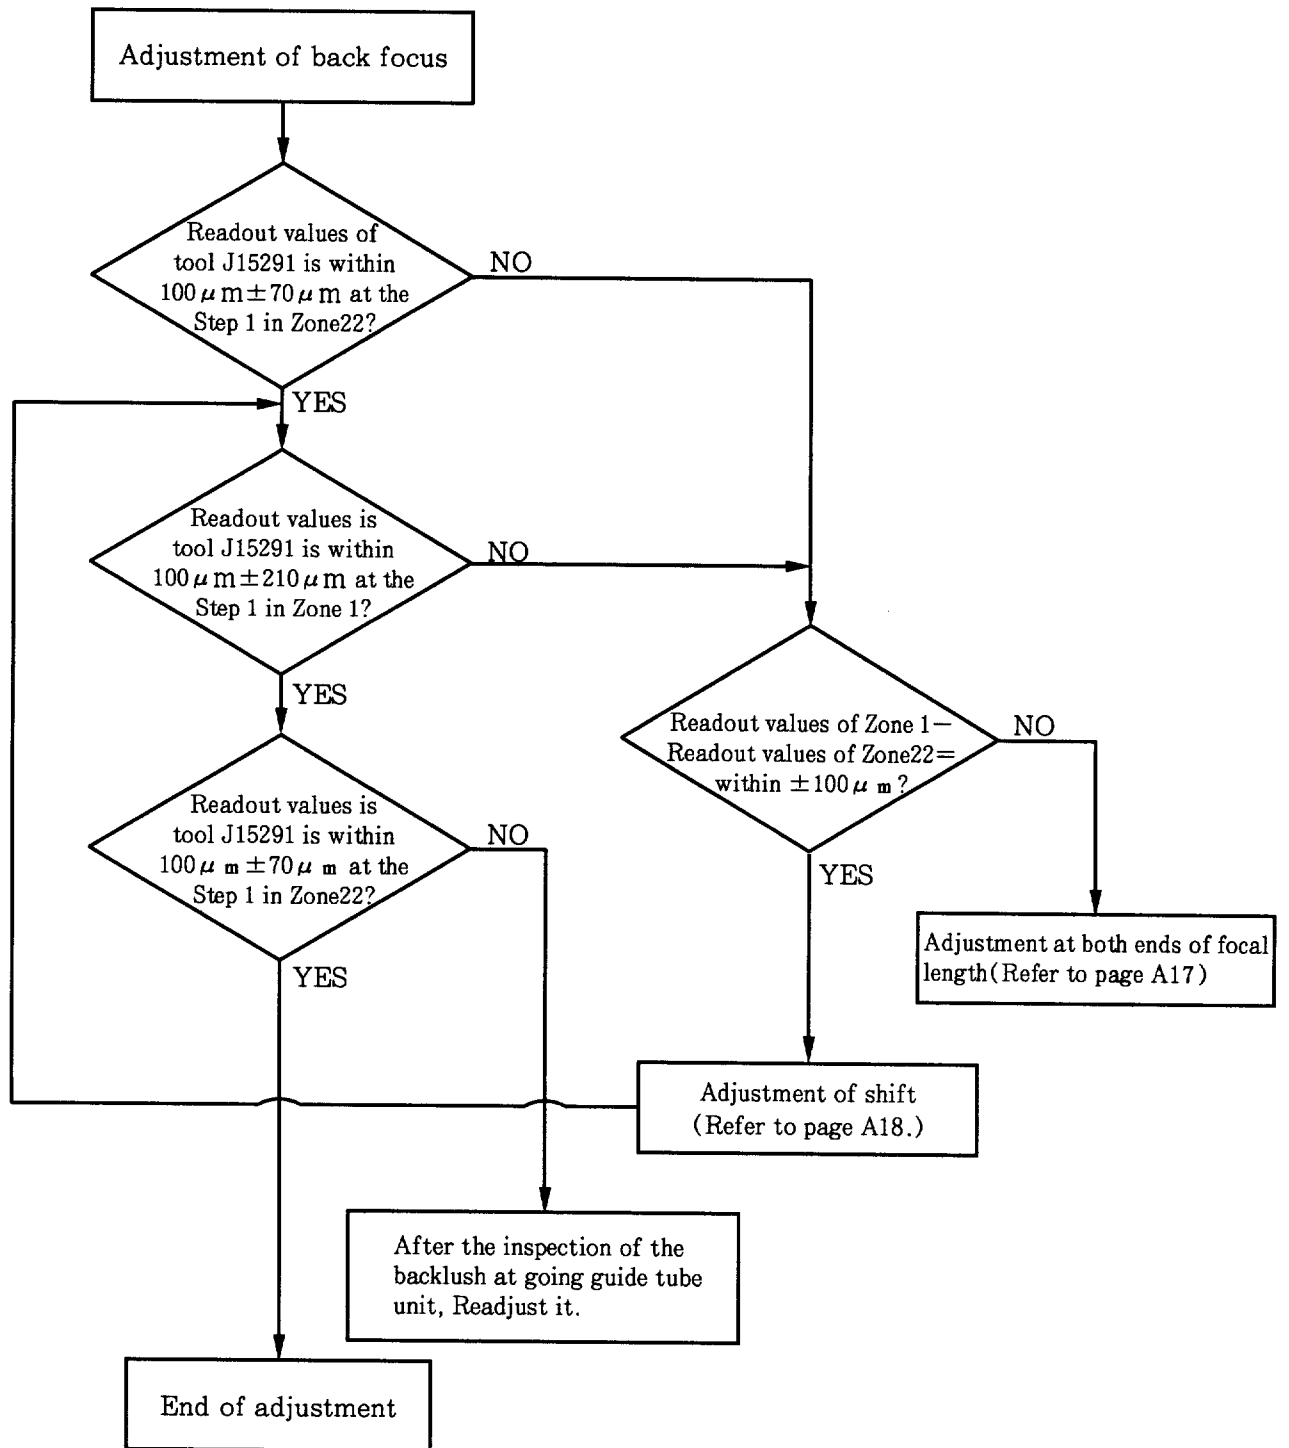 Adjustment of back focus
Readout values of
tool J15291 is within
100μm±70μm at the
Step 1 in Zone22?
NO
YES
Readout values is
tool J15291 is within
100μm±210μm at the
Step 1 in Zone 1?
NO
YES
Readout values of Zone 1−
Readout values of Zone22=
within ±100μm?
NO
YES
Readout values is
tool J15291 is within
100μm±70μm at the
Step 1 in Zone22?
NO
YES
Adjustment at both ends of focal
length(Refer to page A17)
Adjustment of shift
(Refer to page A18.)
After the inspection of the
backlush at going guide tube
unit, Readjust it.
End of adjustment